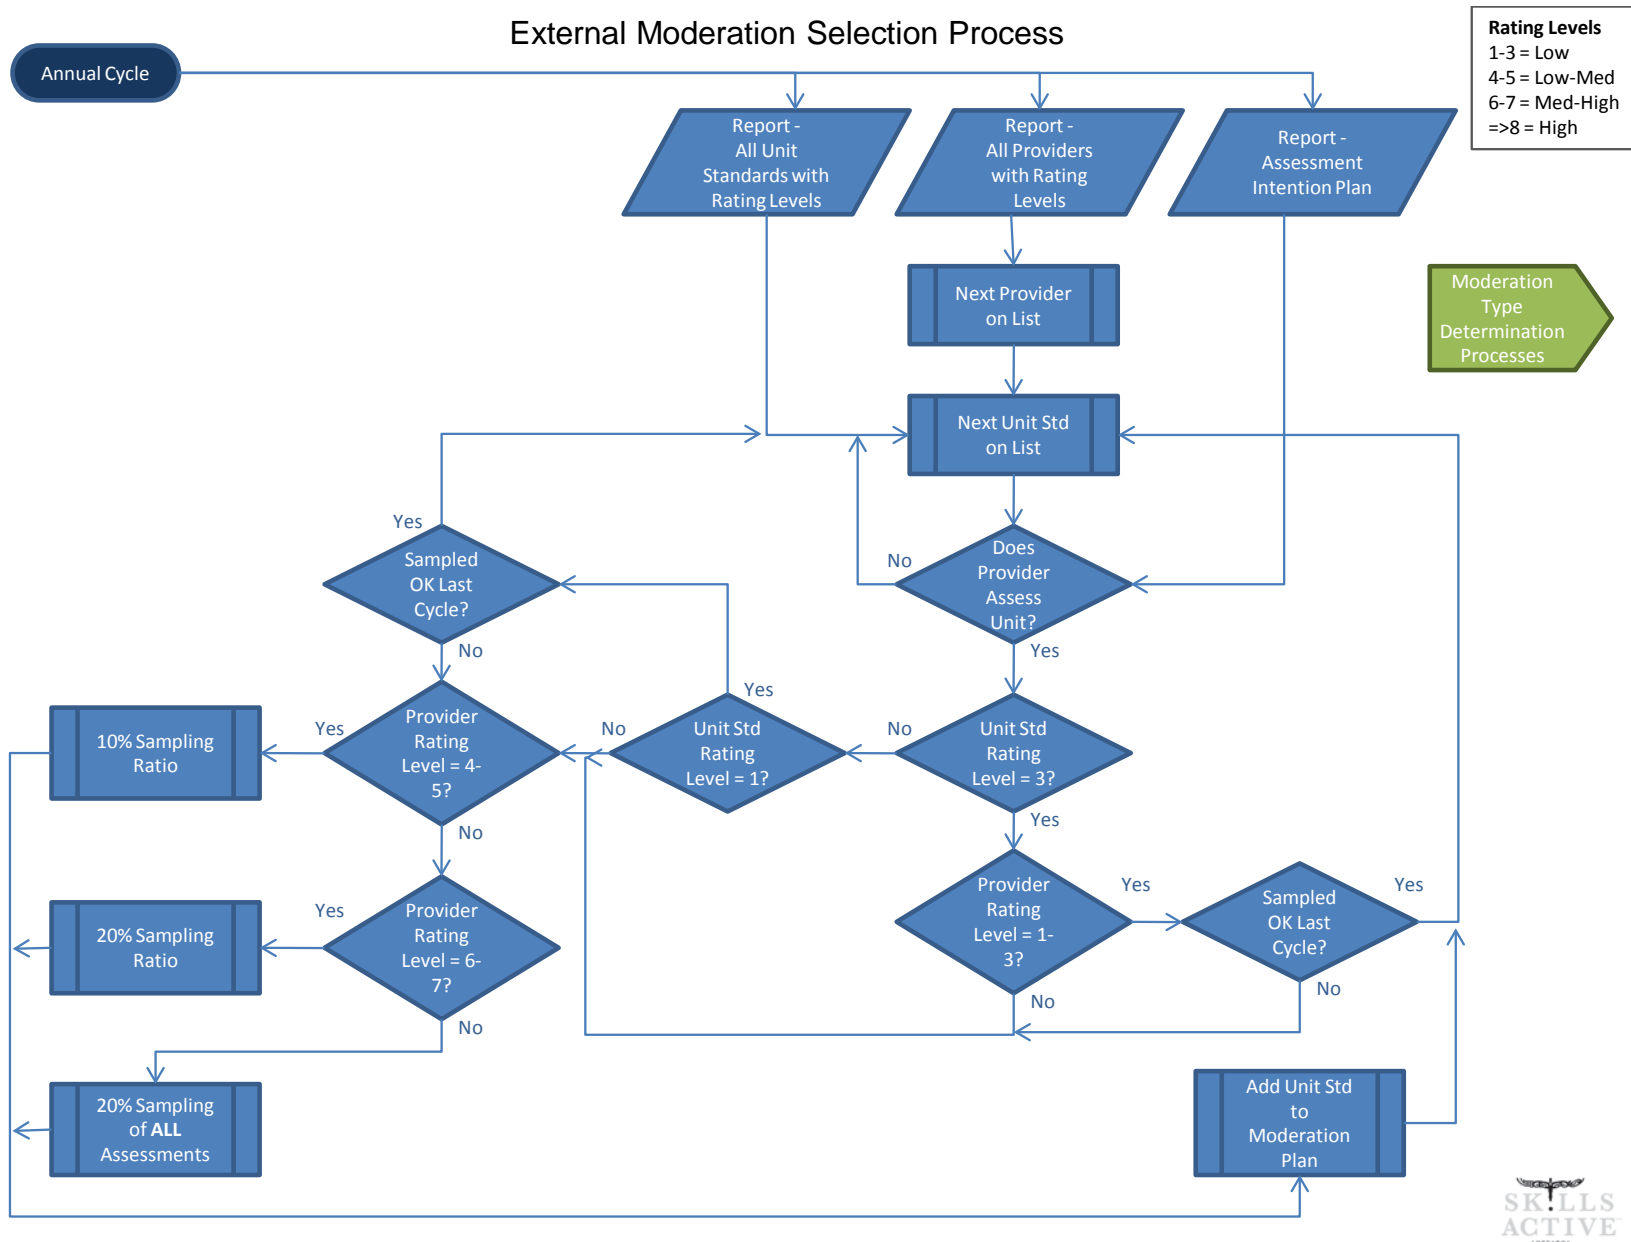 External Moderation Selection Process
Rating Levels
1-3 = Low
4-5 = Low-Med
6-7 = Med-High
=>8 = High
Annual Cycle
Report -
All Unit
Standards with
Rating Levels
Report -
All Providers
with Rating
Levels
Report -
Assessment
Intention Plan
Next Provider
on List
Moderation
Type
Determination
Processes
Next Unit Std
on List
Yes
Sampled
OK Last
Cycle?
No
No
Does
Provider
Assess
Unit?
Yes
10% Sampling
Ratio
Yes
Provider
Rating
Level = 4-
5?
No
No
Unit Std
Rating
Level = 1?
Yes
No
Unit Std
Rating
Level = 3?
Yes
20% Sampling
Ratio
Yes
Provider
Rating
Level = 6-
7?
No
Provider
Rating
Level = 1-
3?
Yes
No
Sampled
OK Last
Cycle?
Yes
No
20% Sampling
of ALL
Assessments
Add Unit Std
to
Moderation
Plan
SKILLS
ACTIVE